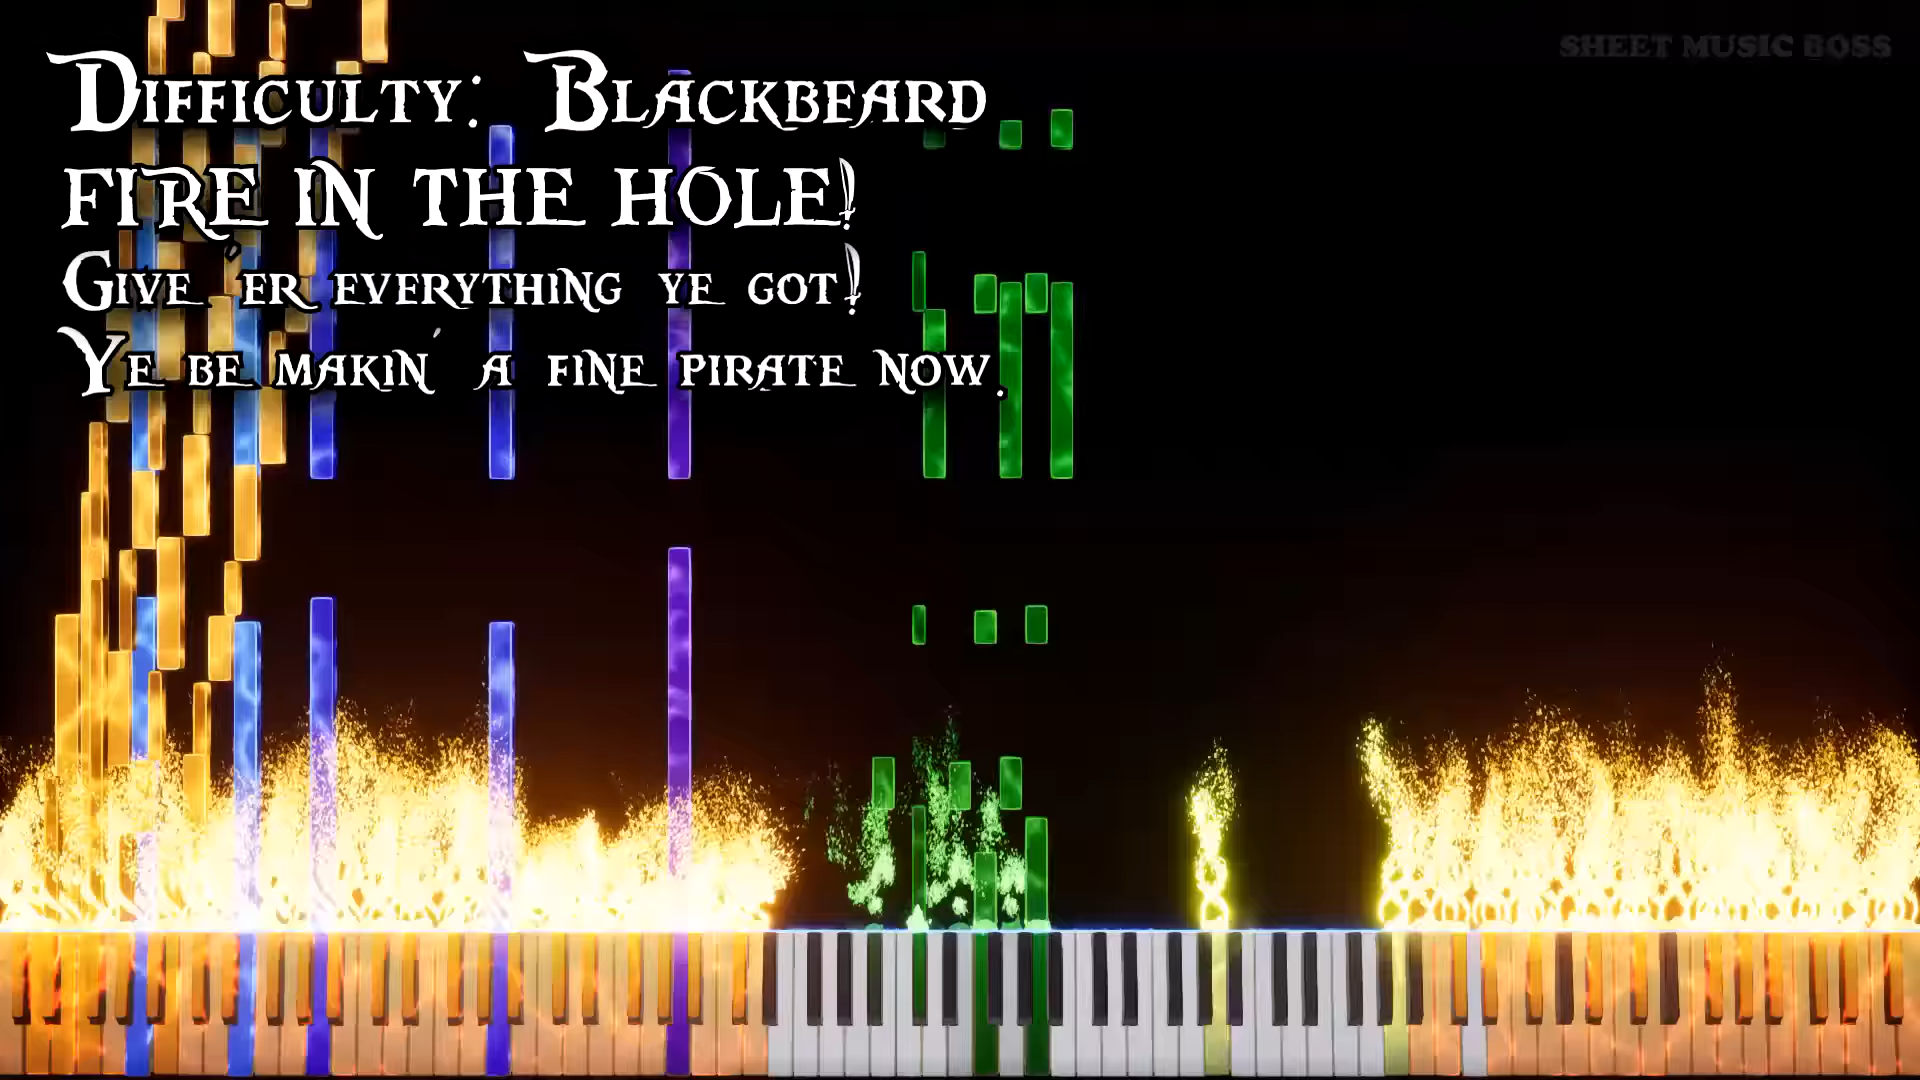 SHEET MUSIC BOSS
Difficulty: Blackbeard
FIRE IN THE HOLE!
Give 'er everything ye got!
Ye be makin' a fine pirate now.